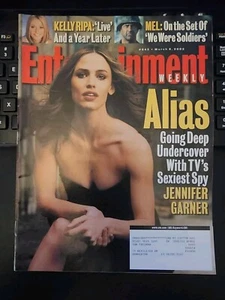 KELLY RIPA: 'Live'
And a Year Later
MEL: On the Set Of
'We Were Soldiers'
Entertainment
WEEKLY
Alias
Going Deep
Undercover
With TV's
Sexiest Spy
JENNIFER
GARNER